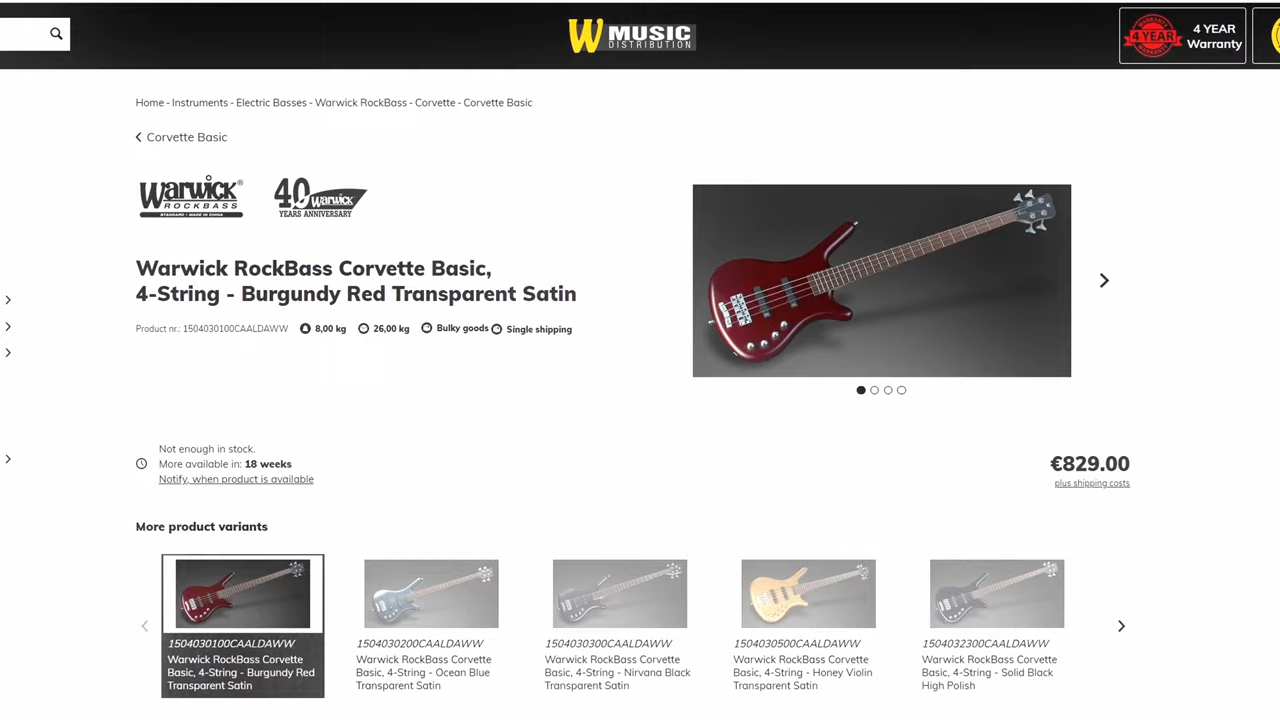 W MUSIC
DISTRIBUTION
4 YEAR
4 YEAR
Warranty
Home - Instruments - Electric Basses - Warwick RockBass - Corvette - Corvette Basic
Corvette Basic
Warwick®
ROCKBASS
STANDARD • MADE IN CHINA
40 Warwick
YEARS ANNIVERSARY
Warwick RockBass Corvette Basic,
4-String - Burgundy Red Transparent Satin
Product nr.: 1504030100CAALDAWW 8,00 kg 26,00 kg Bulky goods Single shipping
Not enough in stock.
More available in: 18 weeks
Notify, when product is available
€829.00
plus shipping costs
More product variants
1504030100CAALDAWW
Warwick RockBass Corvette
Basic, 4-String - Burgundy Red
Transparent Satin
1504030200CAALDAWW
Warwick RockBass Corvette
Basic, 4-String - Ocean Blue
Transparent Satin
1504030300CAALDAWW
Warwick RockBass Corvette
Basic, 4-String - Nirvana Black
Transparent Satin
1504030500CAALDAWW
Warwick RockBass Corvette
Basic, 4-String - Honey Violin
Transparent Satin
1504032300CAALDAWW
Warwick RockBass Corvette
Basic, 4-String - Solid Black
High Polish